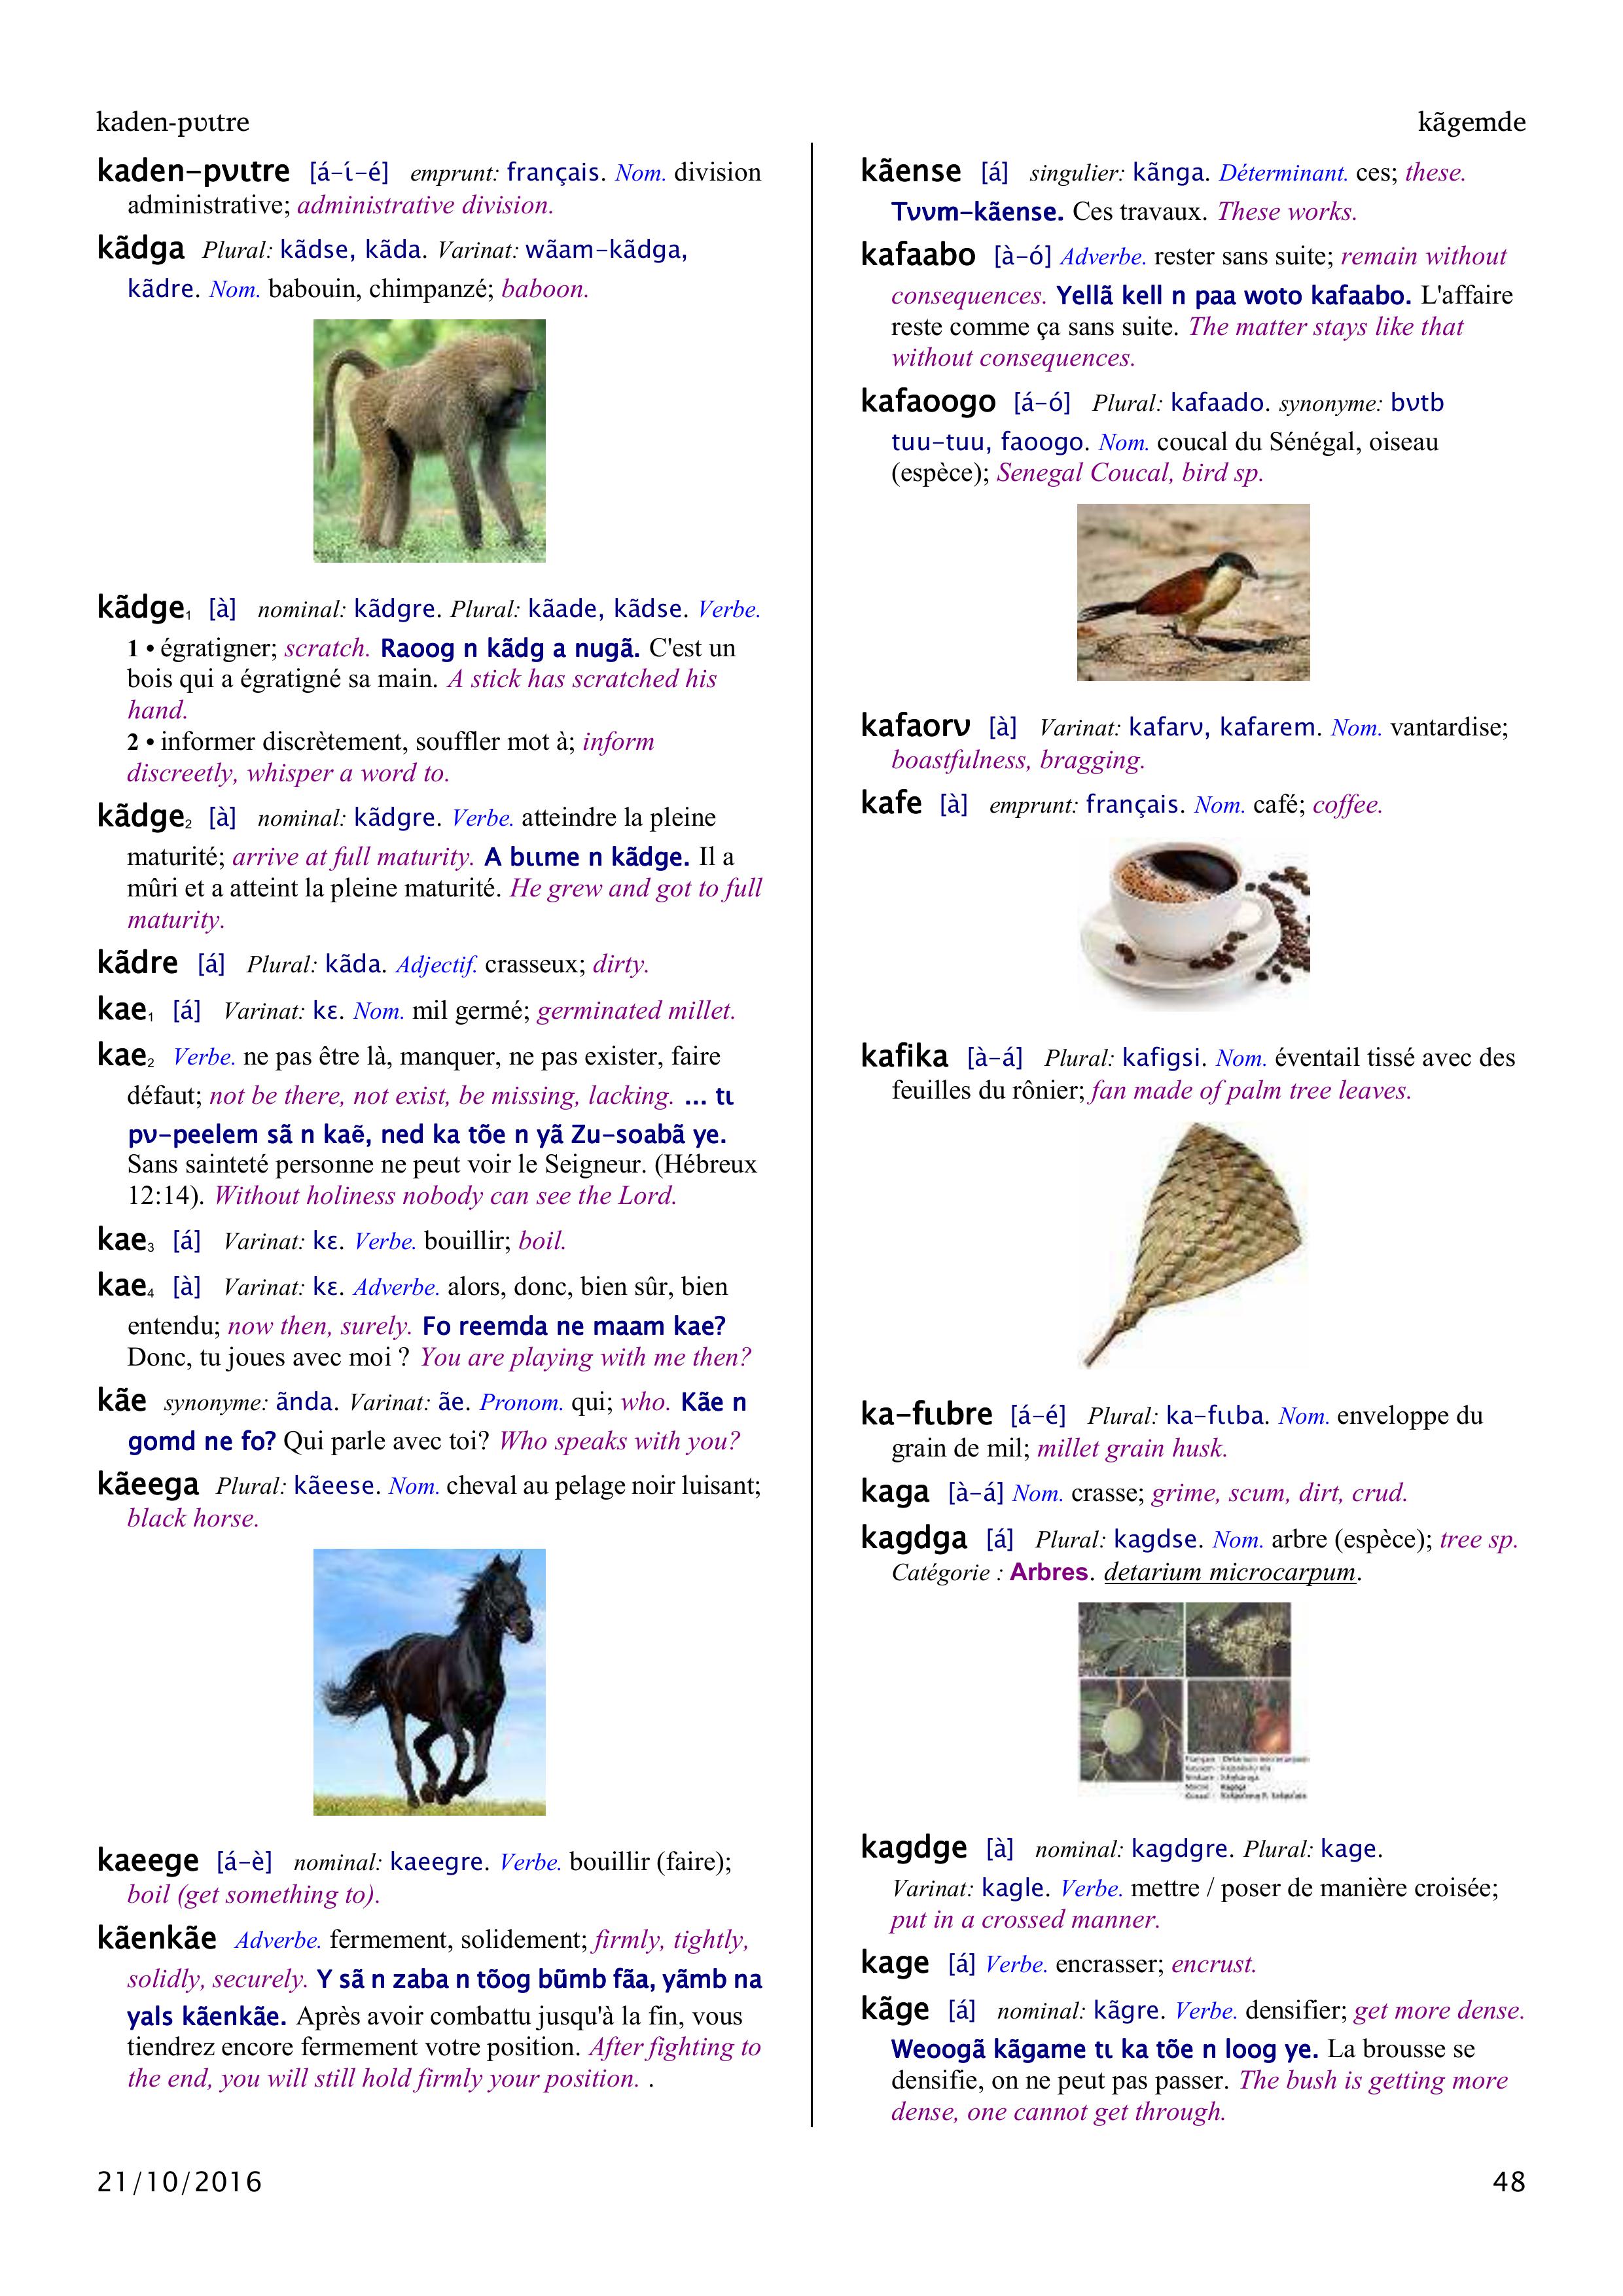 kaden-pʋɩtre
kãgemde
kaden-pʋɩtre [á-ɩ́-é] emprunt: français. Nom. division
administrative; administrative division.
kãdga Plural: kãdse, kãda. Varinat: wãam-kãdga,
kãdre. Nom. babouin, chimpanzé; baboon.
kãdge1 [à] nominal: kãdgre. Plural: kãade, kãdse. Verbe.
1 • égratigner; scratch. Raoog n kãdg a nugã. C'est un
bois qui a égratigné sa main. A stick has scratched his
hand.
2 • informer discrètement, souffler mot à; inform
discreetly, whisper a word to.
kãdge2 [à] nominal: kãdgre. Verbe. atteindre la pleine
maturité; arrive at full maturity. A bɩɩme n kãdge. Il a
mûri et a atteint la pleine maturité. He grew and got to full
maturity.
kãdre [á] Plural: kãda. Adjectif. crasseux; dirty.
kae1 [á] Varinat: kɛ. Nom. mil germé; germinated millet.
kae2 Verbe. ne pas être là, manquer, ne pas exister, faire
défaut; not be there, not exist, be missing, lacking. ... tɩ
pʋ-peelem sã n kaẽ, ned ka tõe n yã Zu-soabã ye.
Sans sainteté personne ne peut voir le Seigneur. (Hébreux
12:14). Without holiness nobody can see the Lord.
kae3 [á] Varinat: kɛ. Verbe. bouillir; boil.
kae4 [à] Varinat: kɛ. Adverbe. alors, donc, bien sûr, bien
entendu; now then, surely. Fo reemda ne maam kae?
Donc, tu joues avec moi ? You are playing with me then?
kãe synonyme: ãnda. Varinat: ãe. Pronom. qui; who. Kãe n
gomd ne fo? Qui parle avec toi? Who speaks with you?
kãeega Plural: kãeese. Nom. cheval au pelage noir luisant;
black horse.
kaeege [á-è] nominal: kaeegre. Verbe. bouillir (faire);
boil (get something to).
kãenkãe Adverbe. fermement, solidement; firmly, tightly,
solidly, securely. Y sã n zaba n tõog bũmb fãa, yãmb na
yals kãenkãe. Après avoir combattu jusqu'à la fin, vous
tiendrez encore fermement votre position. After fighting to
the end, you will still hold firmly your position. .
kãense [á] singulier: kãnga. Déterminant. ces; these.
Tʋʋm-kãense. Ces travaux. These works.
kafaabo [à-ó] Adverbe. rester sans suite; remain without
consequences. Yellã kell n paa woto kafaabo. L'affaire
reste comme ça sans suite. The matter stays like that
without consequences.
kafaoogo [á-ó] Plural: kafaado. synonyme: bʋtb
tuu-tuu, faoogo. Nom. coucal du Sénégal, oiseau
(espèce); Senegal Coucal, bird sp.
kafaorʋ [à] Varinat: kafarʋ, kafarem. Nom. vantardise;
boastfulness, bragging.
kafe [à] emprunt: français. Nom. café; coffee.
kafika [à-á] Plural: kafigsi. Nom. éventail tissé avec des
feuilles du rônier; fan made of palm tree leaves.
ka-fɩɩbre [á-é] Plural: ka-fɩɩba. Nom. enveloppe du
grain de mil; millet grain husk.
kaga [à-á] Nom. crasse; grime, scum, dirt, crud.
kagdga [á] Plural: kagdse. Nom. arbre (espèce); tree sp.
Catégorie : Arbres. detarium microcarpum.
kagdge [à] nominal: kagdgre. Plural: kage.
Varinat: kagle. Verbe. mettre / poser de manière croisée;
put in a crossed manner.
kage [á] Verbe. encrasser; encrust.
kãge [á] nominal: kãgre. Verbe. densifier; get more dense.
Weoogã kãgame tɩ ka tõe n loog ye. La brousse se
densifie, on ne peut pas passer. The bush is getting more
dense, one cannot get through.
21/10/2016
48